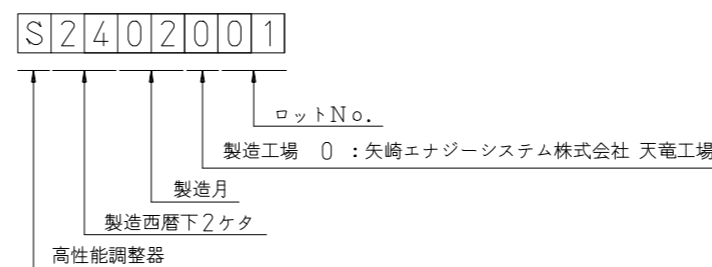 S2402001
ロットNo.
製造工場 0 :矢崎エナジーシステム株式会社 天竜工場
製造月
製造西暦下2ケタ
高性能調整器